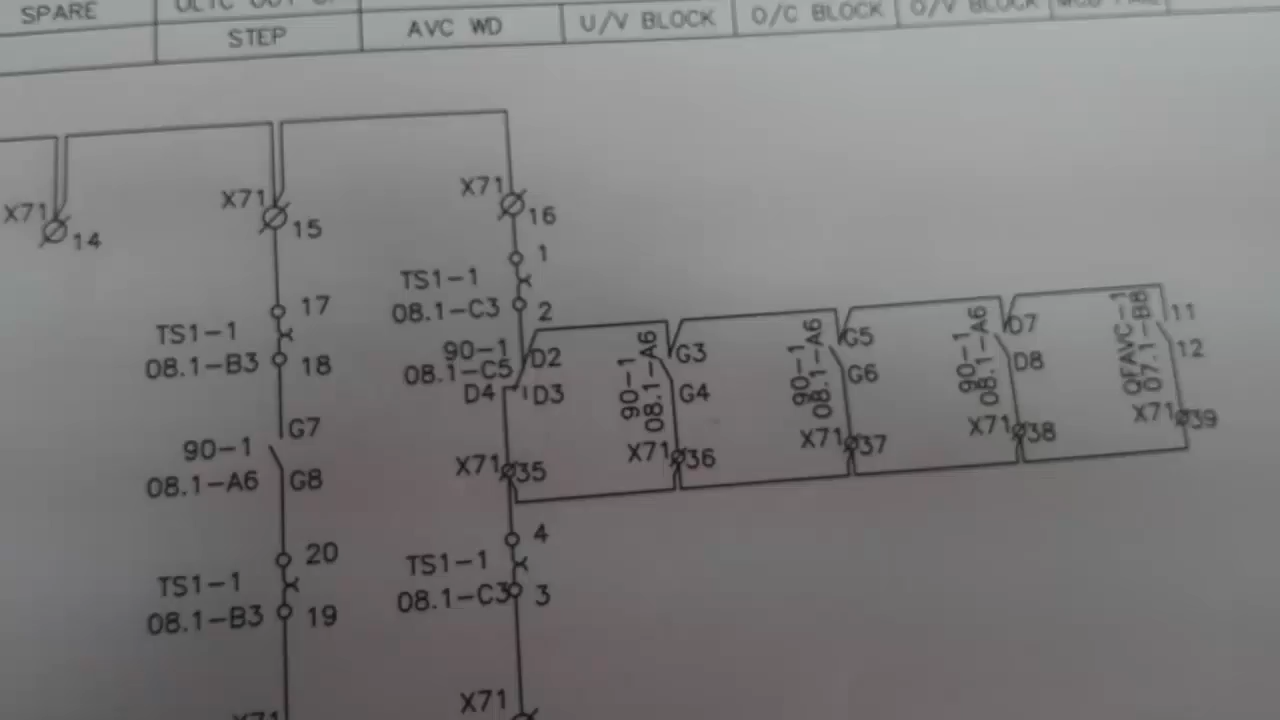 SPARE
STEP
AVC WD
U/V BLOCK
O/C BLOCK
O/V BLOCK
X71
14
X71
15
X71
16
1
TS1-1
08.1-C3
2
17
TS1-1
08.1-B3
18
90-1
08.1-C5
D2
D4
D3
90-1
08.1-A6
G3
G4
90-1
08.1-A6
G5
G6
90-1
08.1-A6
D7
D8
QFAVC-1
07.1-B8
11
12
G7
90-1
08.1-A6
G8
X71
35
X71
36
X71
37
X71
38
X71
39
20
TS1-1
08.1-B3
19
4
TS1-1
08.1-C3
3
X71
X71